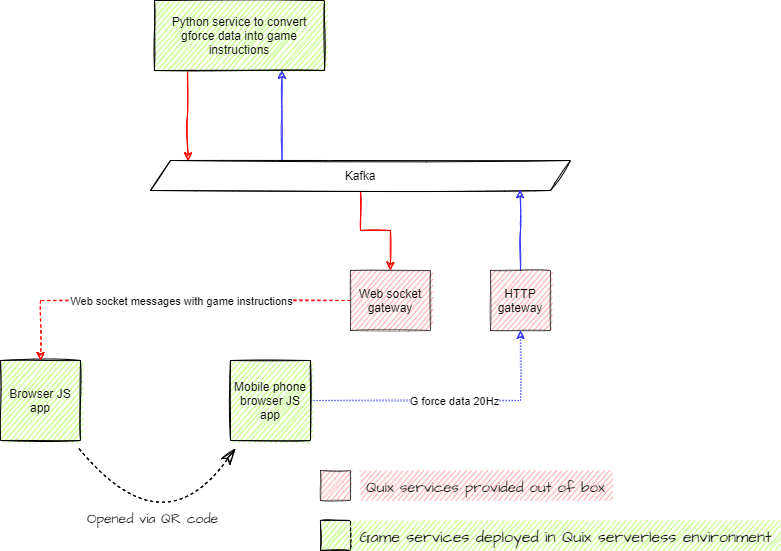 Python service to convert
gforce data into game
instructions
Kafka
Web socket
gateway
HTTP
gateway
Web socket messages with game instructions
Browser JS
app
Mobile phone
browser JS
app
G force data 20Hz
Opened via QR code
Quix services provided out of box
Game services deployed in Quix serverless environment